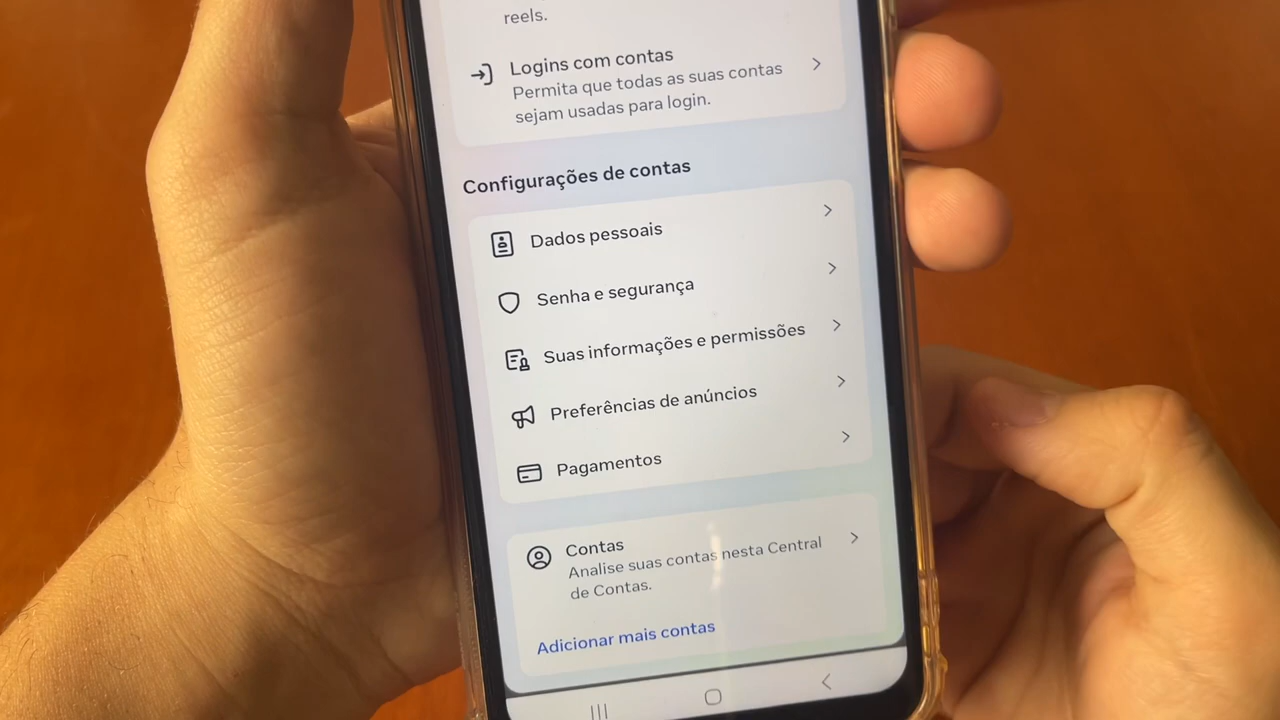 reels.
Logins com contas
Permita que todas as suas contas
sejam usadas para login.
Configurações de contas
Dados pessoais
Senha e segurança
Suas informações e permissões
Preferências de anúncios
Pagamentos
Contas
Analise suas contas nesta Central
de Contas.
Adicionar mais contas